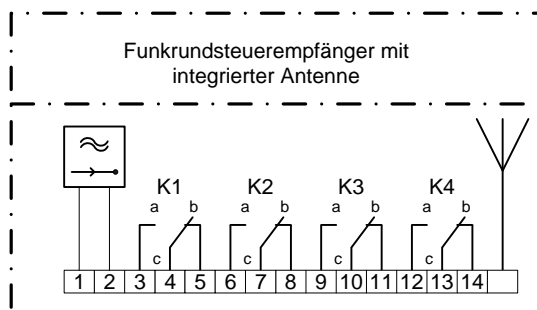 Funkrundsteuerempfänger mit
integrierter Antenne
K1 K2 K3 K4
a b a b a b a b
c c c c
1 2 3 4 5 6 7 8 9 10 11 12 13 14